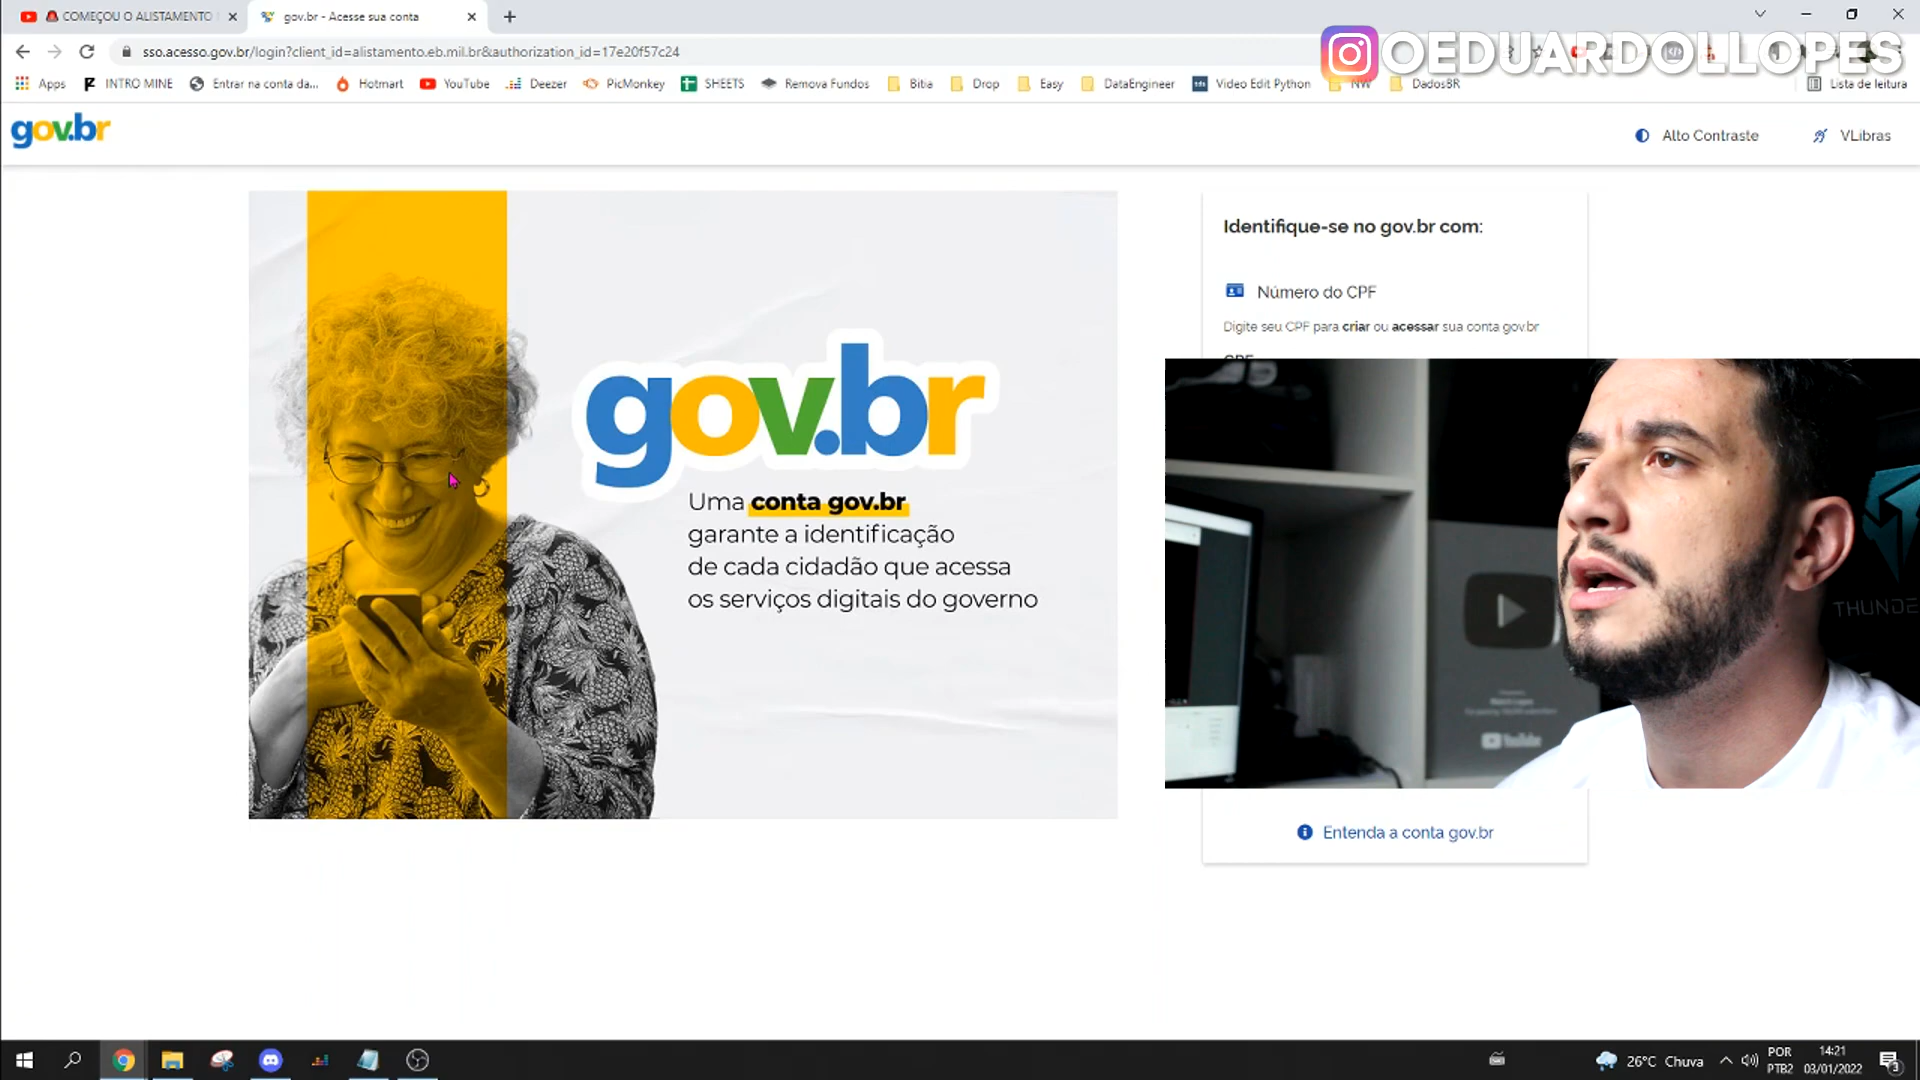 COMEÇOU O ALISTAMENTO
gov.br - Acesse sua conta
OEDUARDOLLOPES
sso.acesso.gov.br/login?client_id=alistamento.eb.mil.br&authorization_id=17e20f57c24
Apps
INTRO MINE
Entrar na conta da...
Hotmart
YouTube
Deezer
PicMonkey
SHEETS
Remova Fundos
Bitia
Drop
Easy
DataEngineer
Video Edit Python
NW
DadosBR
Lista de leitura
gov.br
Alto Contraste
VLibras
gov.br
Uma conta gov.br
garante a identificação
de cada cidadão que acessa
os serviços digitais do governo
Identifique-se no gov.br com:
Número do CPF
Digite seu CPF para criar ou acessar sua conta gov.br
CPF
THUNDE
YouTube
Entenda a conta gov.br
26°C Chuva
POR
PTB2
14:21
03/01/2022
3